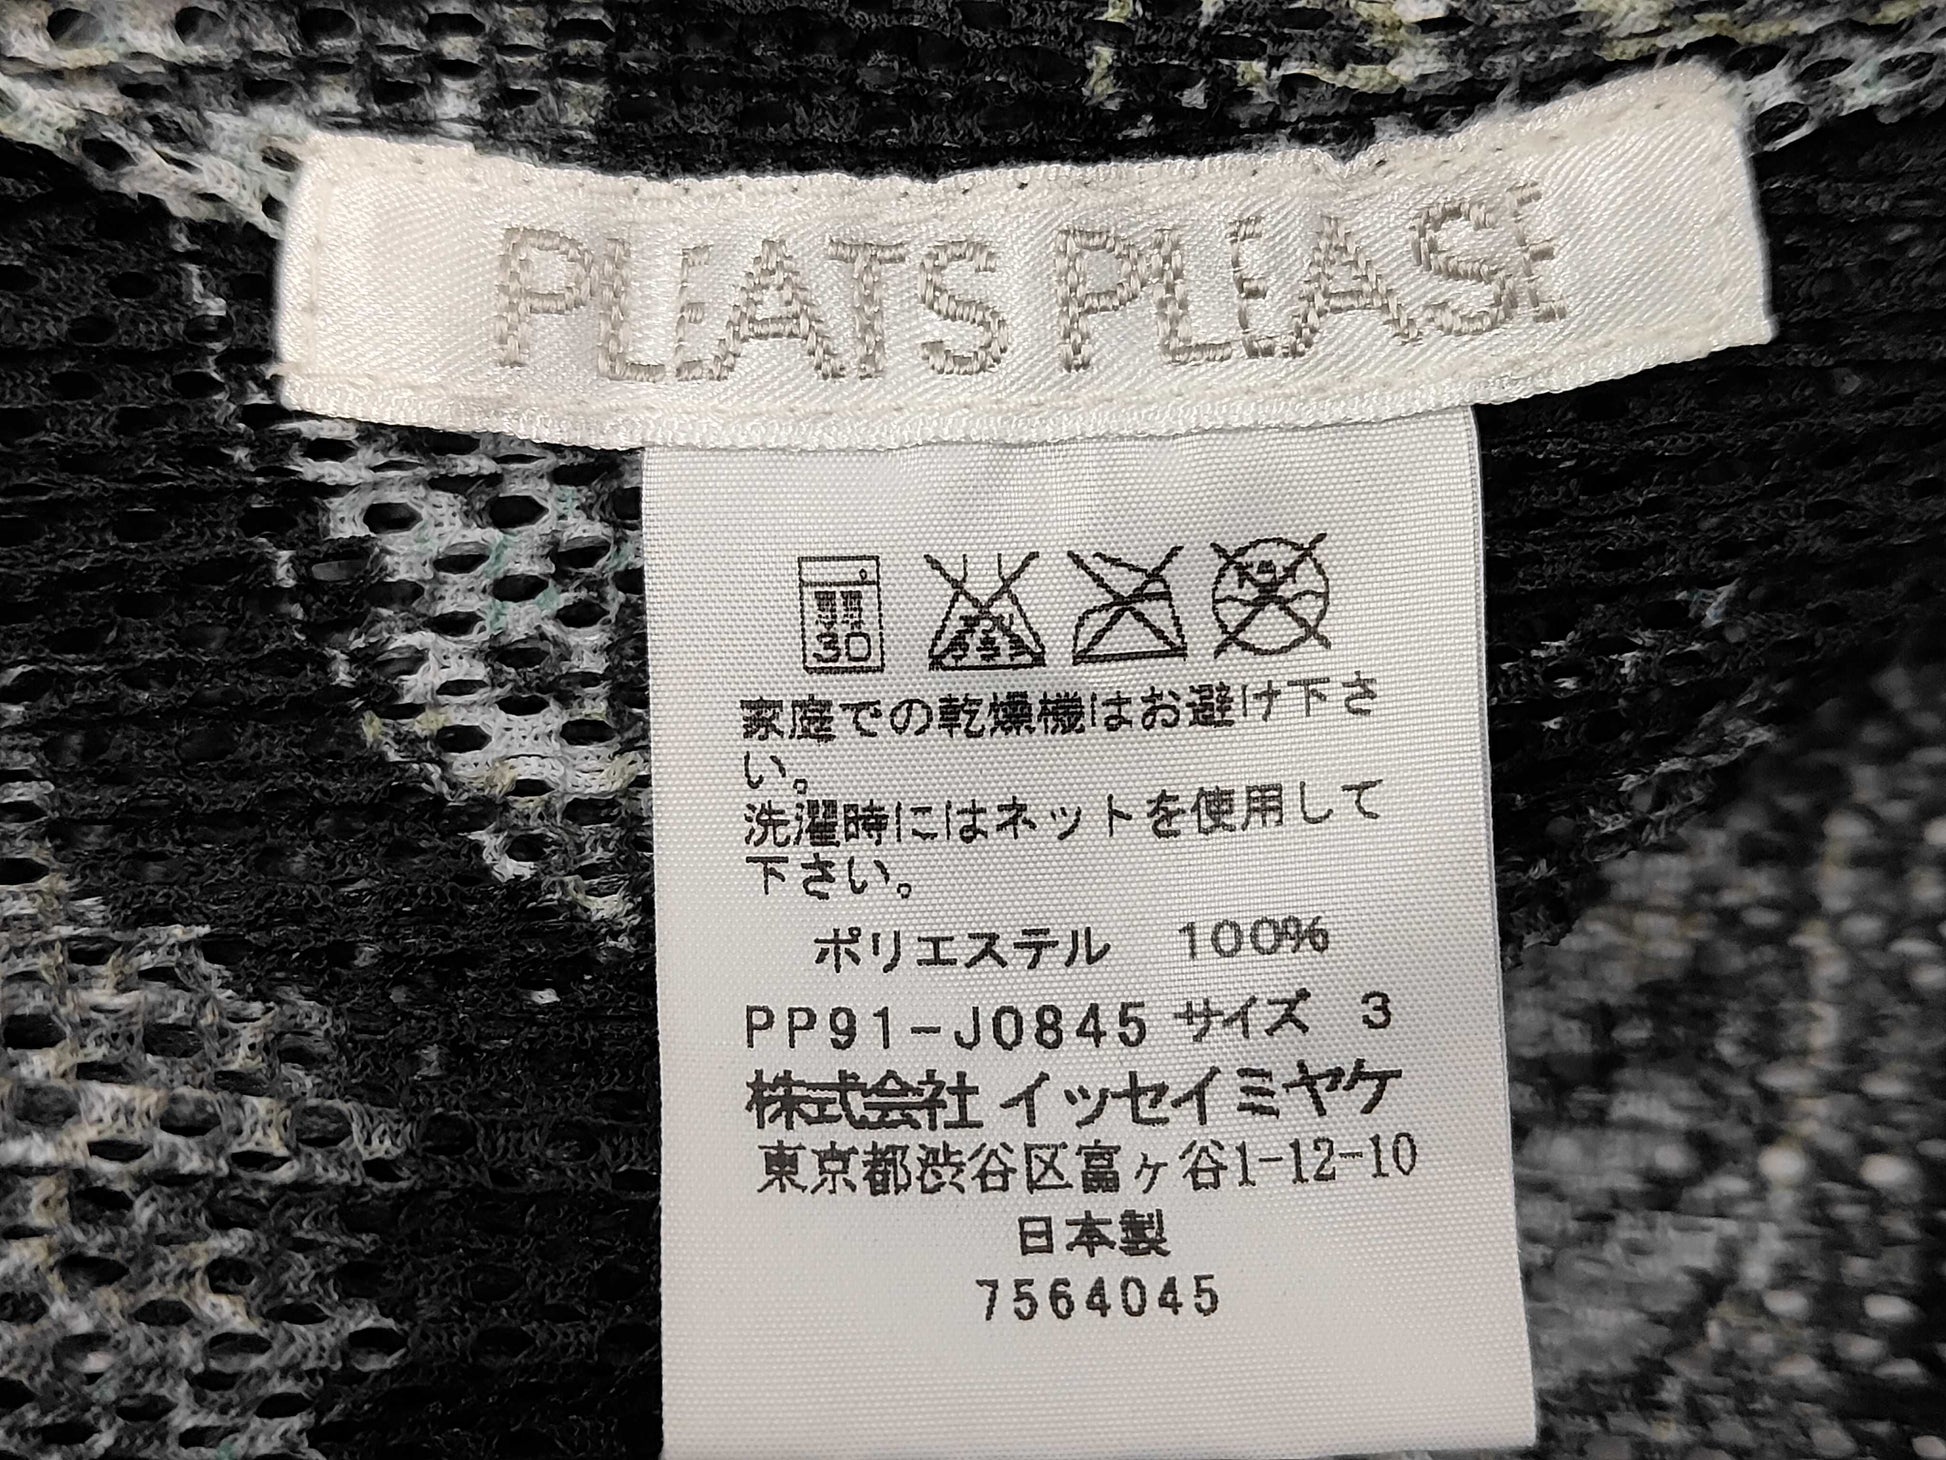 PLEATS PLEASE
30
家庭での乾燥機はお避け下さ
い。
洗濯時にはネットを使用して
下さい。
ポリエステル 100%
PP91-J0845 サイズ 3
株式会社 イッセイミヤケ
東京都渋谷区富ヶ谷1-12-10
日本製
7564045